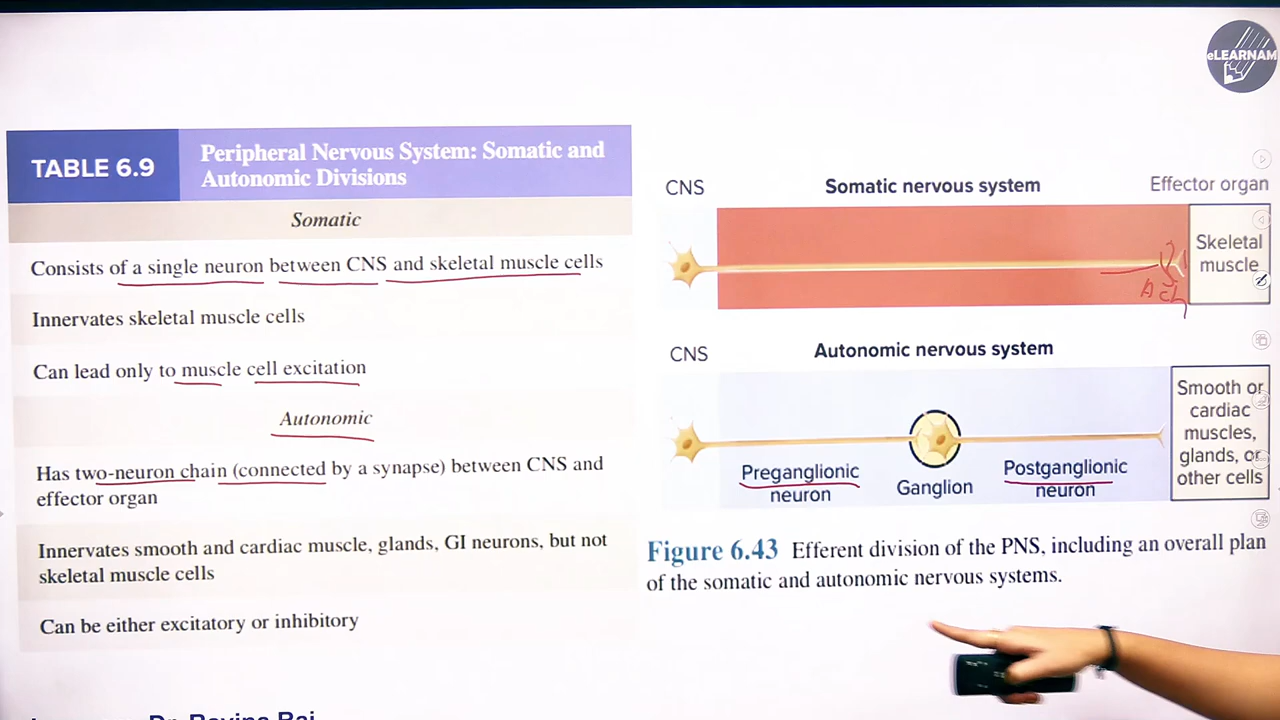 eLEARNAM
TABLE 6.9
Peripheral Nervous System: Somatic and
Autonomic Divisions
Somatic
Consists of a single neuron between CNS and skeletal muscle cells
Innervates skeletal muscle cells
Can lead only to muscle cell excitation
Autonomic
Has two-neuron chain (connected by a synapse) between CNS and
effector organ
Innervates smooth and cardiac muscle, glands, GI neurons, but not
skeletal muscle cells
Can be either excitatory or inhibitory
CNS
Somatic nervous system
Effector organ
Skeletal
muscle
Ach
CNS
Autonomic nervous system
Smooth or
cardiac
muscles,
glands, or
other cells
Preganglionic
neuron
Ganglion
Postganglionic
neuron
Figure 6.43 Efferent division of the PNS, including an overall plan
of the somatic and autonomic nervous systems.